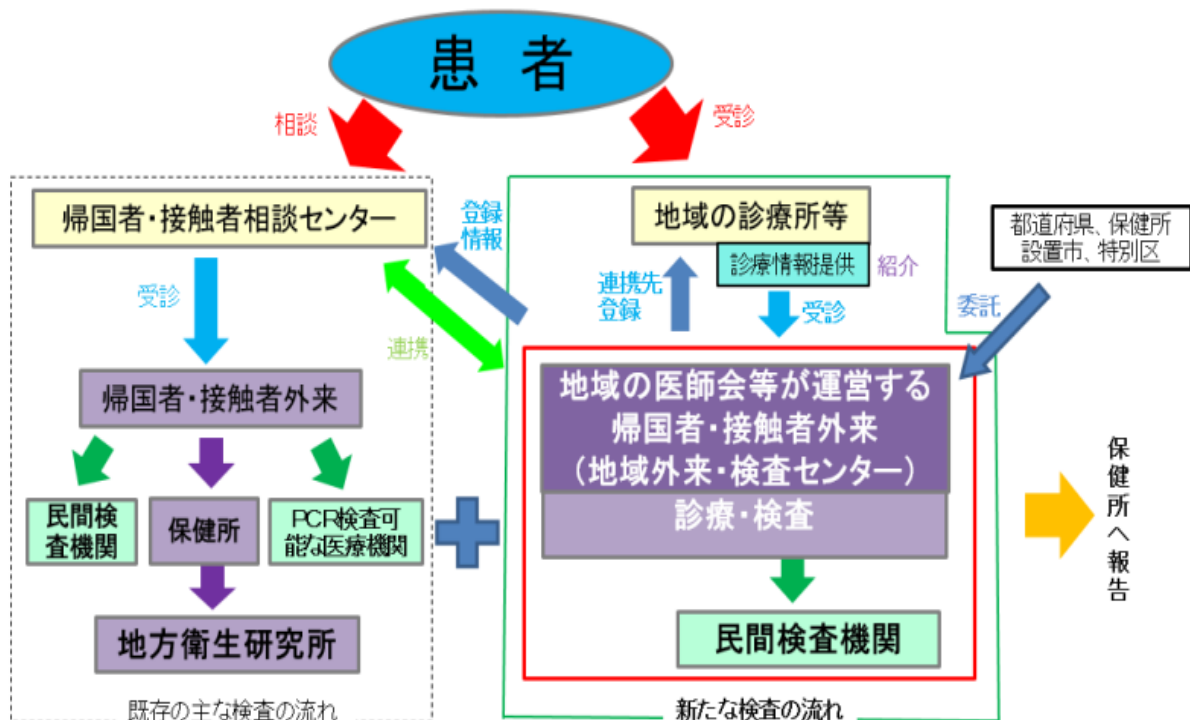 患 者
相談
受診
帰国者・接触者相談センター
受診
帰国者・接触者外来
民間検
査機関
保健所
PCR検査可
能な医療機関
地方衛生研究所
既存の主な検査の流れ
登録
情報
連携
地域の診療所等
診療情報提供
紹介
連携先
登録
受診
都道府県、保健所
設置市、特別区
委託
地域の医師会等が運営する
帰国者・接触者外来
（地域外来・検査センター）
診療・検査
民間検査機関
新たな検査の流れ
保健所へ報告